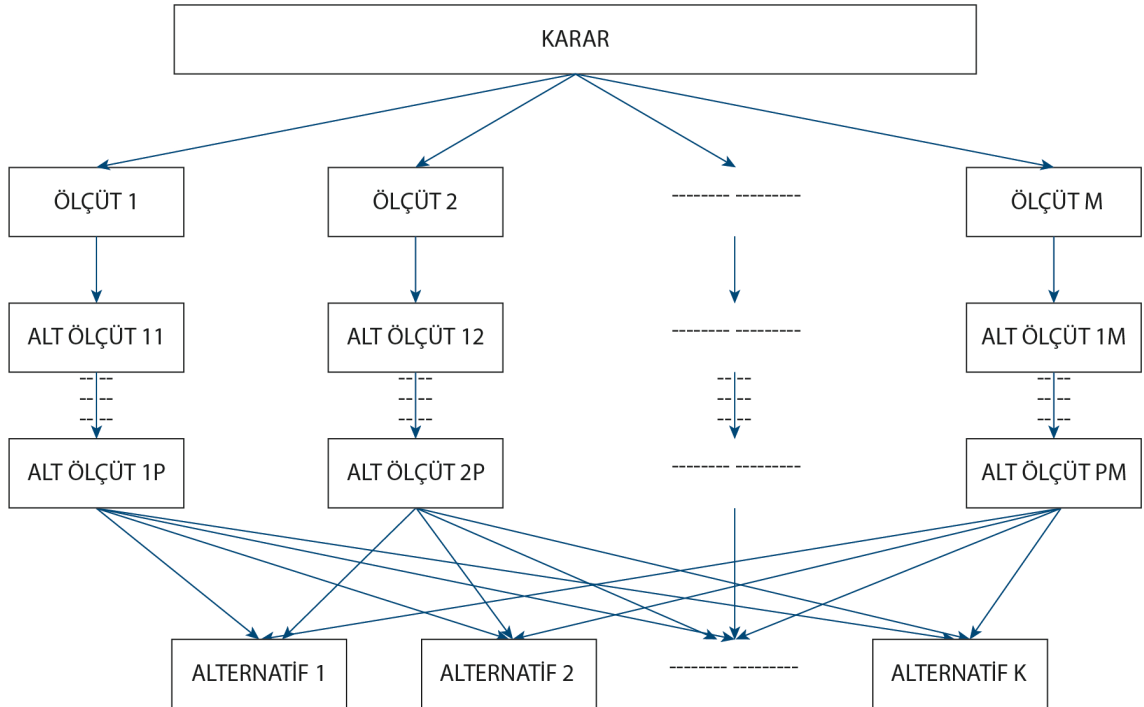 KARAR
ÖLÇÜT 1
ÖLÇÜT 2
-------- ---------
ÖLÇÜT M
ALT ÖLÇÜT 11
ALT ÖLÇÜT 12
-------- ---------
ALT ÖLÇÜT 1M
ALT ÖLÇÜT 1P
ALT ÖLÇÜT 2P
-------- ---------
ALT ÖLÇÜT PM
ALTERNATİF 1
ALTERNATİF 2
-------- ---------
ALTERNATİF K